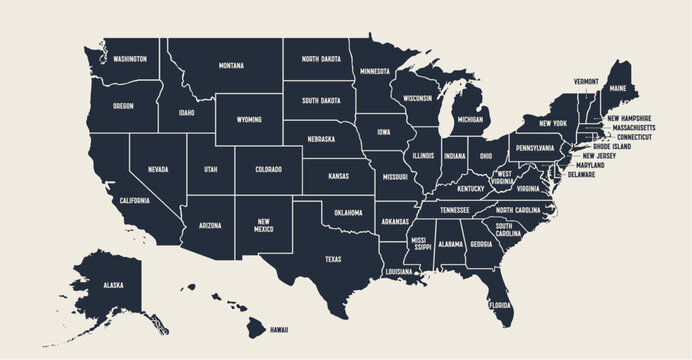 WASHINGTON
MONTANA
NORTH DAKOTA
MINNESOTA
VERMONT
MAINE
OREGON
IDAHO
WYOMING
SOUTH DAKOTA
WISCONSIN
MICHIGAN
NEW YORK
NEW HAMPSHIRE
MASSACHUSETTS
CONNECTICUT
RHODE ISLAND
NEW JERSEY
MARYLAND
DELAWARE
NEBRASKA
IOWA
PENNSYLVANIA
NEVADA
UTAH
COLORADO
KANSAS
MISSOURI
ILLINOIS
INDIANA
OHIO
WEST
VIRGINIA
VIRGINIA
KENTUCKY
CALIFORNIA
ARIZONA
NEW
MEXICO
OKLAHOMA
ARKANSAS
TENNESSEE
NORTH CAROLINA
SOUTH
CAROLINA
TEXAS
LOUISIANA
MISSI
SSIPPI
ALABAMA
GEORGIA
FLORIDA
ALASKA
HAWAII